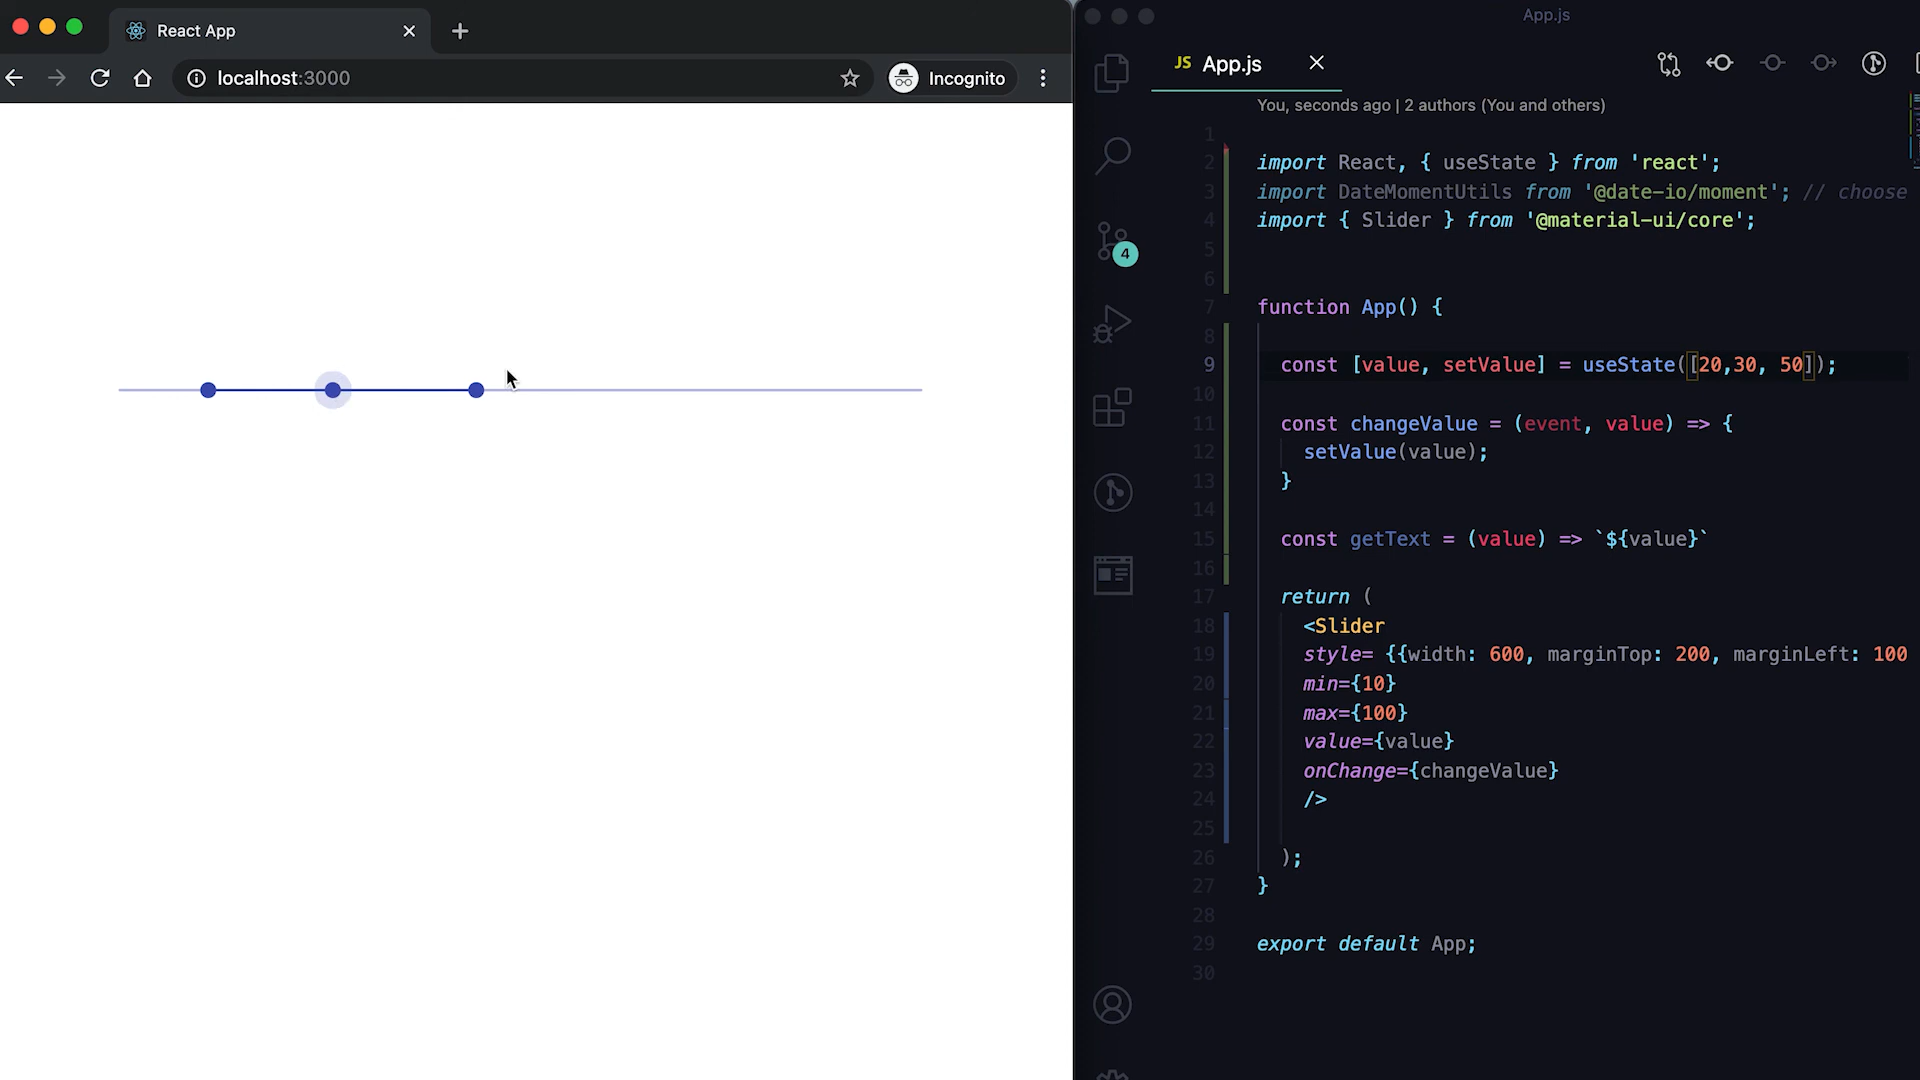 React App
localhost:3000
Incognito
App.js
JS App.js
You, seconds ago | 2 authors (You and others)
1
2 import React, { useState } from 'react';
3 import DateMomentUtils from '@date-io/moment'; // choose
4 import { Slider } from '@material-ui/core';
4
5
6
7 function App() {
8
9 const [value, setValue] = useState([20,30, 50]);
10
11 const changeValue = (event, value) => {
12 setValue(value);
13 }
14
15 const getText = (value) => `${value}`
16
17 return (
18 <Slider
19 style= {{width: 600, marginTop: 200, marginLeft: 100
20 min={10}
21 max={100}
22 value={value}
23 onChange={changeValue}
24 />
25
26 );
27 }
28
29 export default App;
30